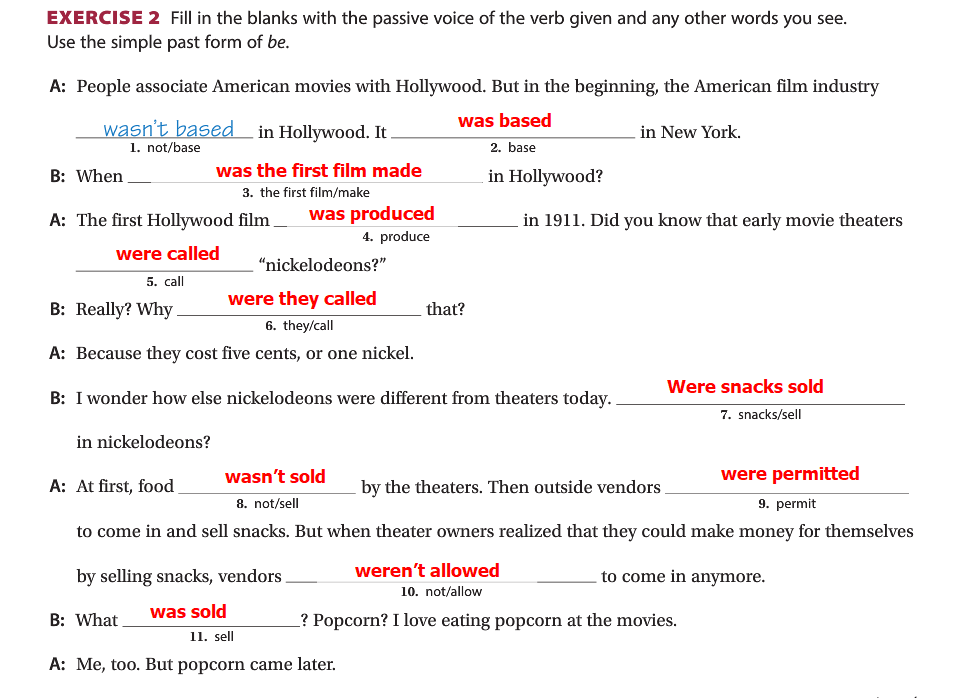 EXERCISE 2 Fill in the blanks with the passive voice of the verb given and any other words you see.
Use the simple past form of be.
A: People associate American movies with Hollywood. But in the beginning, the American film industry
wasn't based in Hollywood. It was based in New York.
1. not/base 2. base
B: When was the first film made in Hollywood?
3. the first film/make
A: The first Hollywood film was produced in 1911. Did you know that early movie theaters
4. produce
were called “nickelodeons?”
5. call
B: Really? Why were they called that?
6. they/call
A: Because they cost five cents, or one nickel.
B: I wonder how else nickelodeons were different from theaters today. Were snacks sold
7. snacks/sell
in nickelodeons?
A: At first, food wasn’t sold by the theaters. Then outside vendors were permitted
8. not/sell 9. permit
to come in and sell snacks. But when theater owners realized that they could make money for themselves
by selling snacks, vendors weren’t allowed to come in anymore.
10. not/allow
B: What was sold ? Popcorn? I love eating popcorn at the movies.
11. sell
A: Me, too. But popcorn came later.